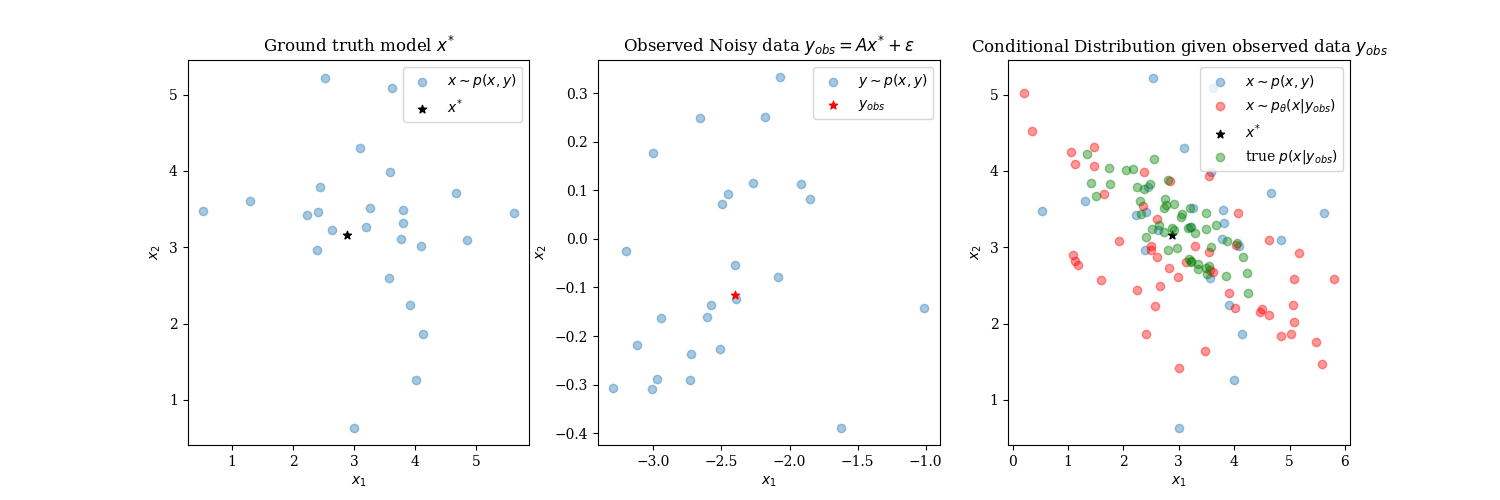 Ground truth model x*
x ~ p(x, y)
x*
5
4
3
2
1
x₂
1
2
3
4
5
x₁
Observed Noisy data y_obs = Ax* + ε
y ~ p(x, y)
y_obs
0.3
0.2
0.1
0.0
−0.1
−0.2
−0.3
−0.4
x₂
−3.0
−2.5
−2.0
−1.5
−1.0
x₁
Conditional Distribution given observed data y_obs
x ~ p(x, y)
x ~ p_θ(x|y_obs)
x*
true p(x|y_obs)
5
4
3
2
1
x₂
0
1
2
3
4
5
6
x₁